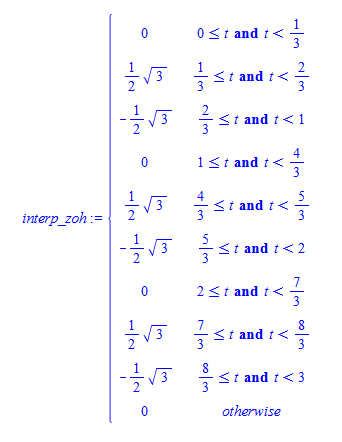 interp_zoh := {
0    0 ≤ t and t < 1/3
1/2 √3    1/3 ≤ t and t < 2/3
-1/2 √3    2/3 ≤ t and t < 1
0    1 ≤ t and t < 4/3
1/2 √3    4/3 ≤ t and t < 5/3
-1/2 √3    5/3 ≤ t and t < 2
0    2 ≤ t and t < 7/3
1/2 √3    7/3 ≤ t and t < 8/3
-1/2 √3    8/3 ≤ t and t < 3
0    otherwise